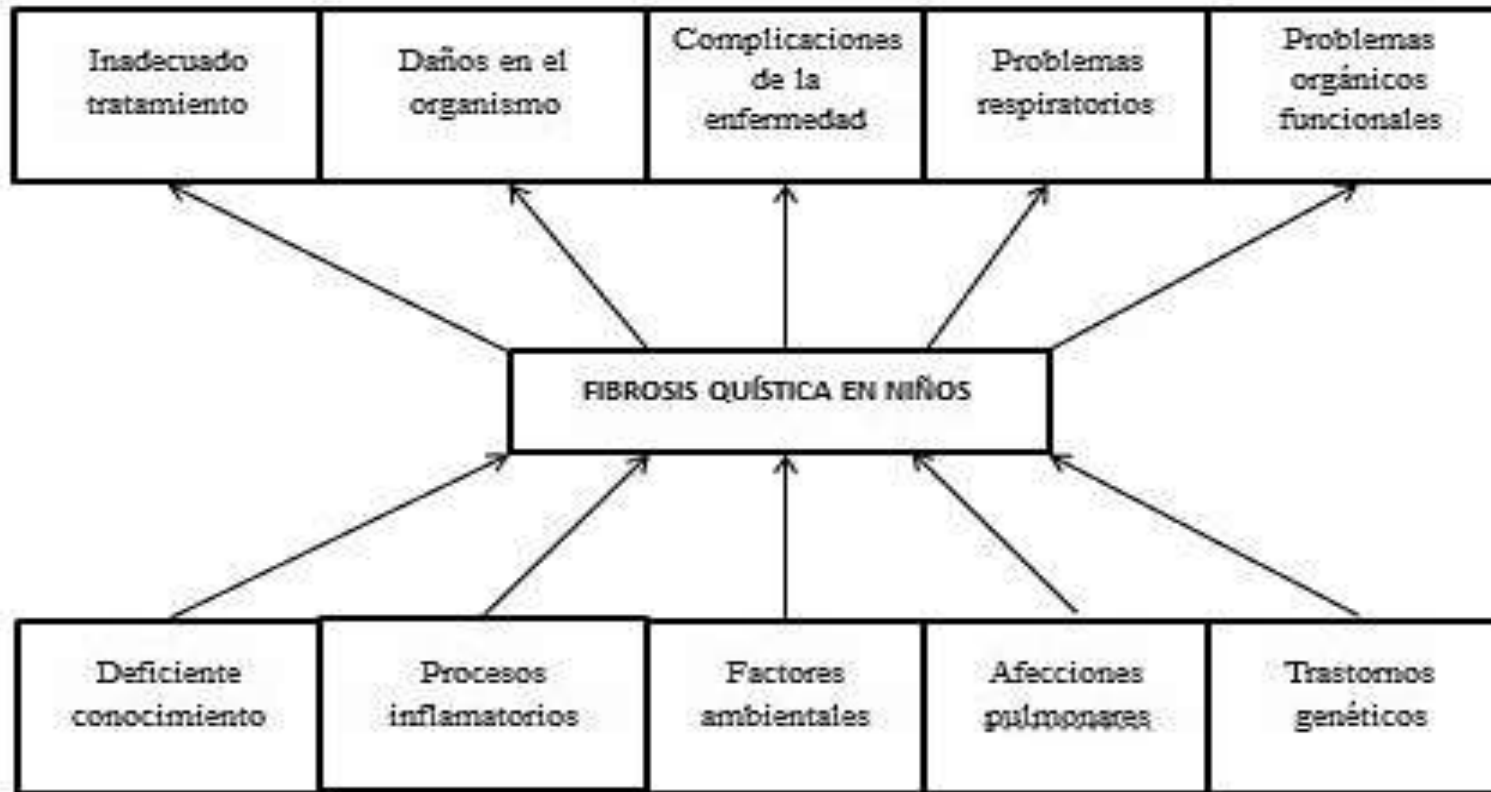 Inadecuado
tratamiento
Daños en el
organismo
Complicaciones
de la
enfermedad
Problemas
respiratorios
Problemas
orgánicos
funcionales
FIBROSIS QUÍSTICA EN NIÑOS
Deficiente
conocimiento
Procesos
inflamatorios
Factores
ambientales
Afecciones
pulmonares
Trastornos
genéticos